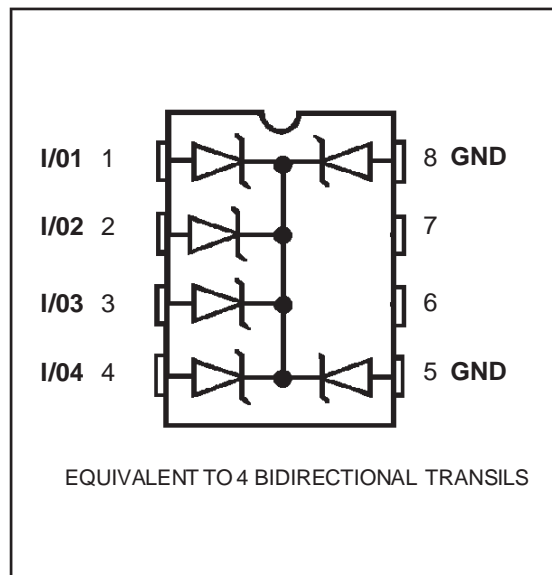 I/01 1 8 GND
I/02 2 7
I/03 3 6
I/04 4 5 GND
EQUIVALENT TO 4 BIDIRECTIONAL TRANSILS